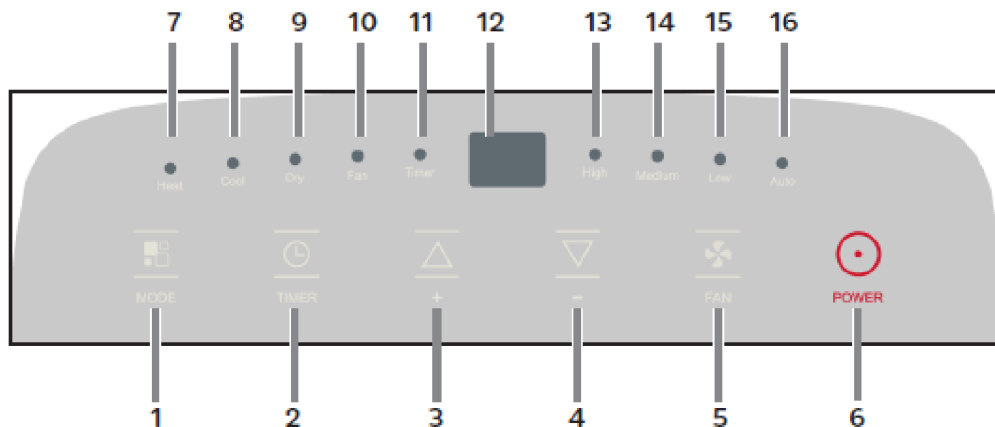 7 8 9 10 11 12 13 14 15 16
Heat Cool Dry Fan Timer High Medium Low Auto
MODE TIMER + − FAN POWER
1 2 3 4 5 6